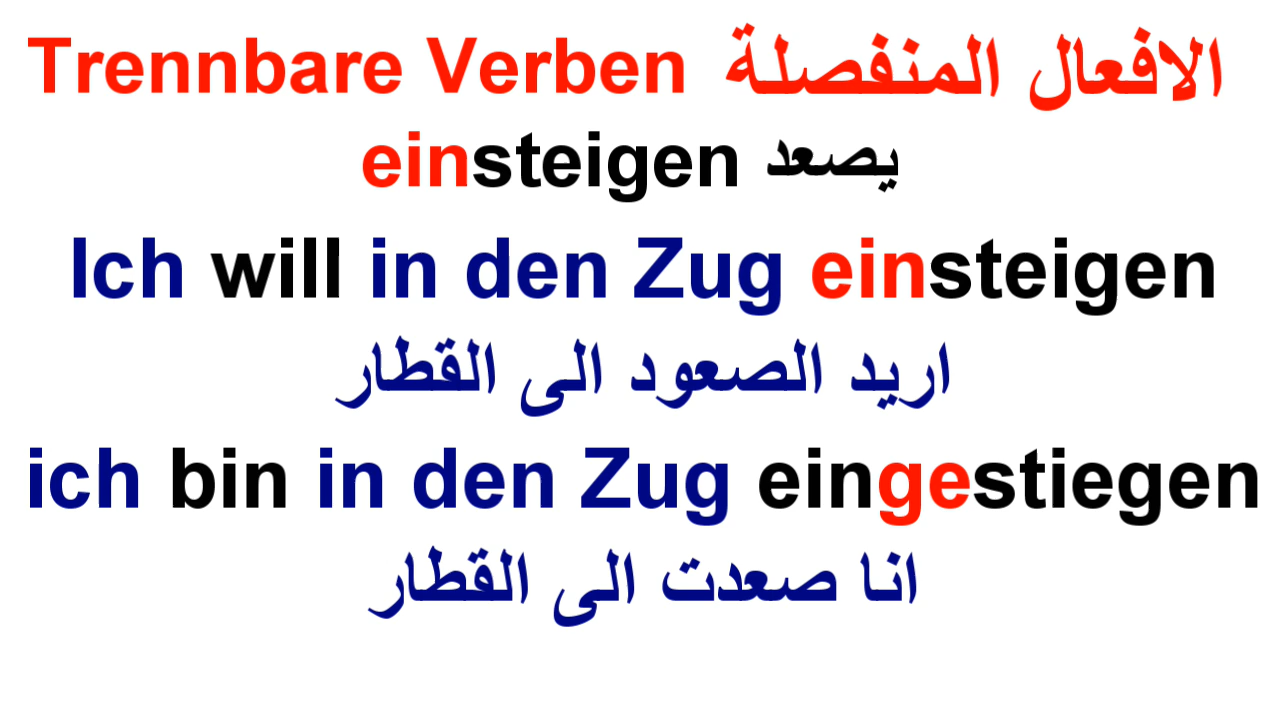 Trennbare Verben الافعال المنفصلة
einsteigen يصعد
Ich will in den Zug einsteigen
اريد الصعود الى القطار
ich bin in den Zug eingestiegen
انا صعدت الى القطار